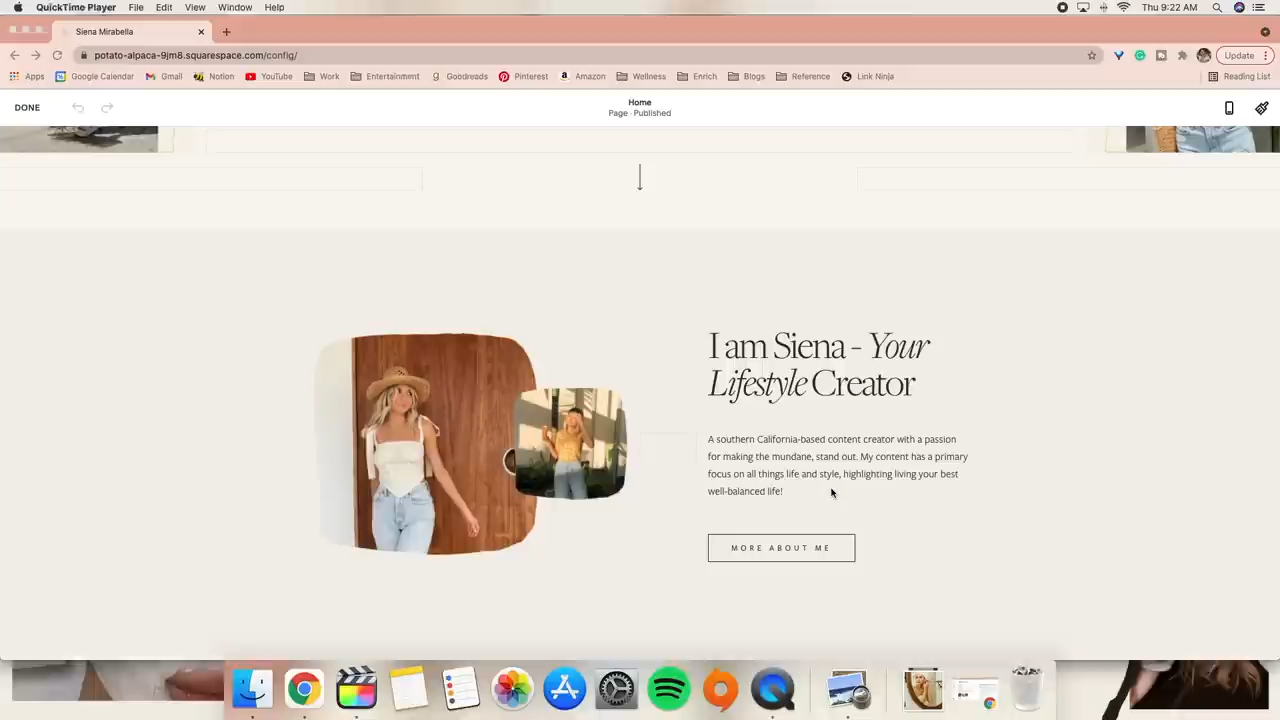 QuickTime Player File Edit View Window Help Thu 9:22 AM
Siena Mirabella
potato-alpaca-9jm8.squarespace.com/config/ Update
Apps Google Calendar Gmail Notion YouTube Work Entertainment Goodreads Pinterest Amazon Wellness Enrich Blogs Reference Link Ninja Reading List
DONE
Home
Page · Published
I am Siena - Your
Lifestyle Creator
A southern California-based content creator with a passion
for making the mundane, stand out. My content has a primary
focus on all things life and style, highlighting living your best
well-balanced life!
MORE ABOUT ME